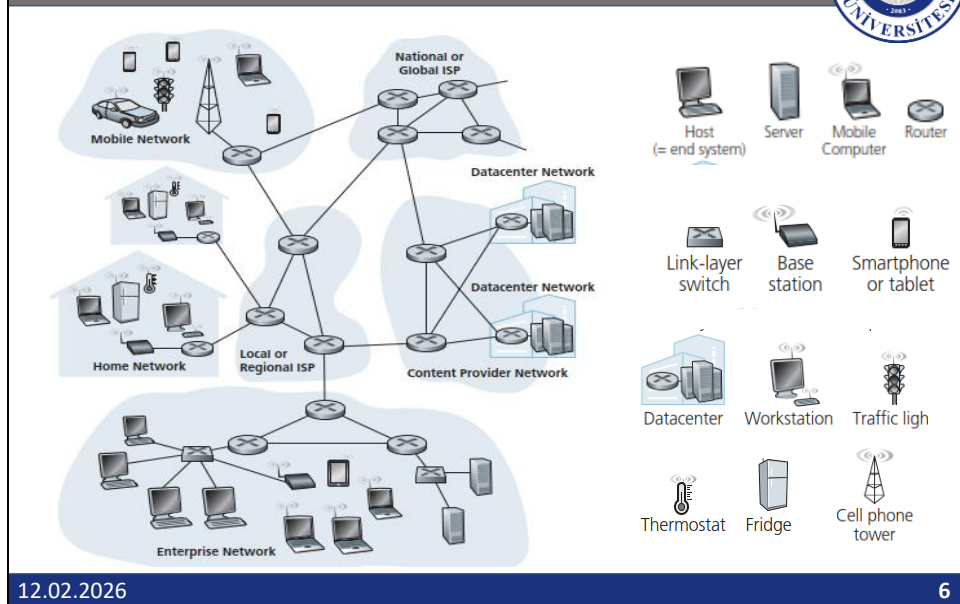 · 2003 ·
ÜNİVERSİTESİ
National or
Global ISP
Mobile Network
Datacenter Network
Datacenter Network
Home Network
Local or
Regional ISP
Content Provider Network
Enterprise Network
Host
(= end system)
Server
Mobile
Computer
Router
Link-layer
switch
Base
station
Smartphone
or tablet
Datacenter
Workstation
Traffic ligh
Thermostat
Fridge
Cell phone
tower
12.02.2026
6